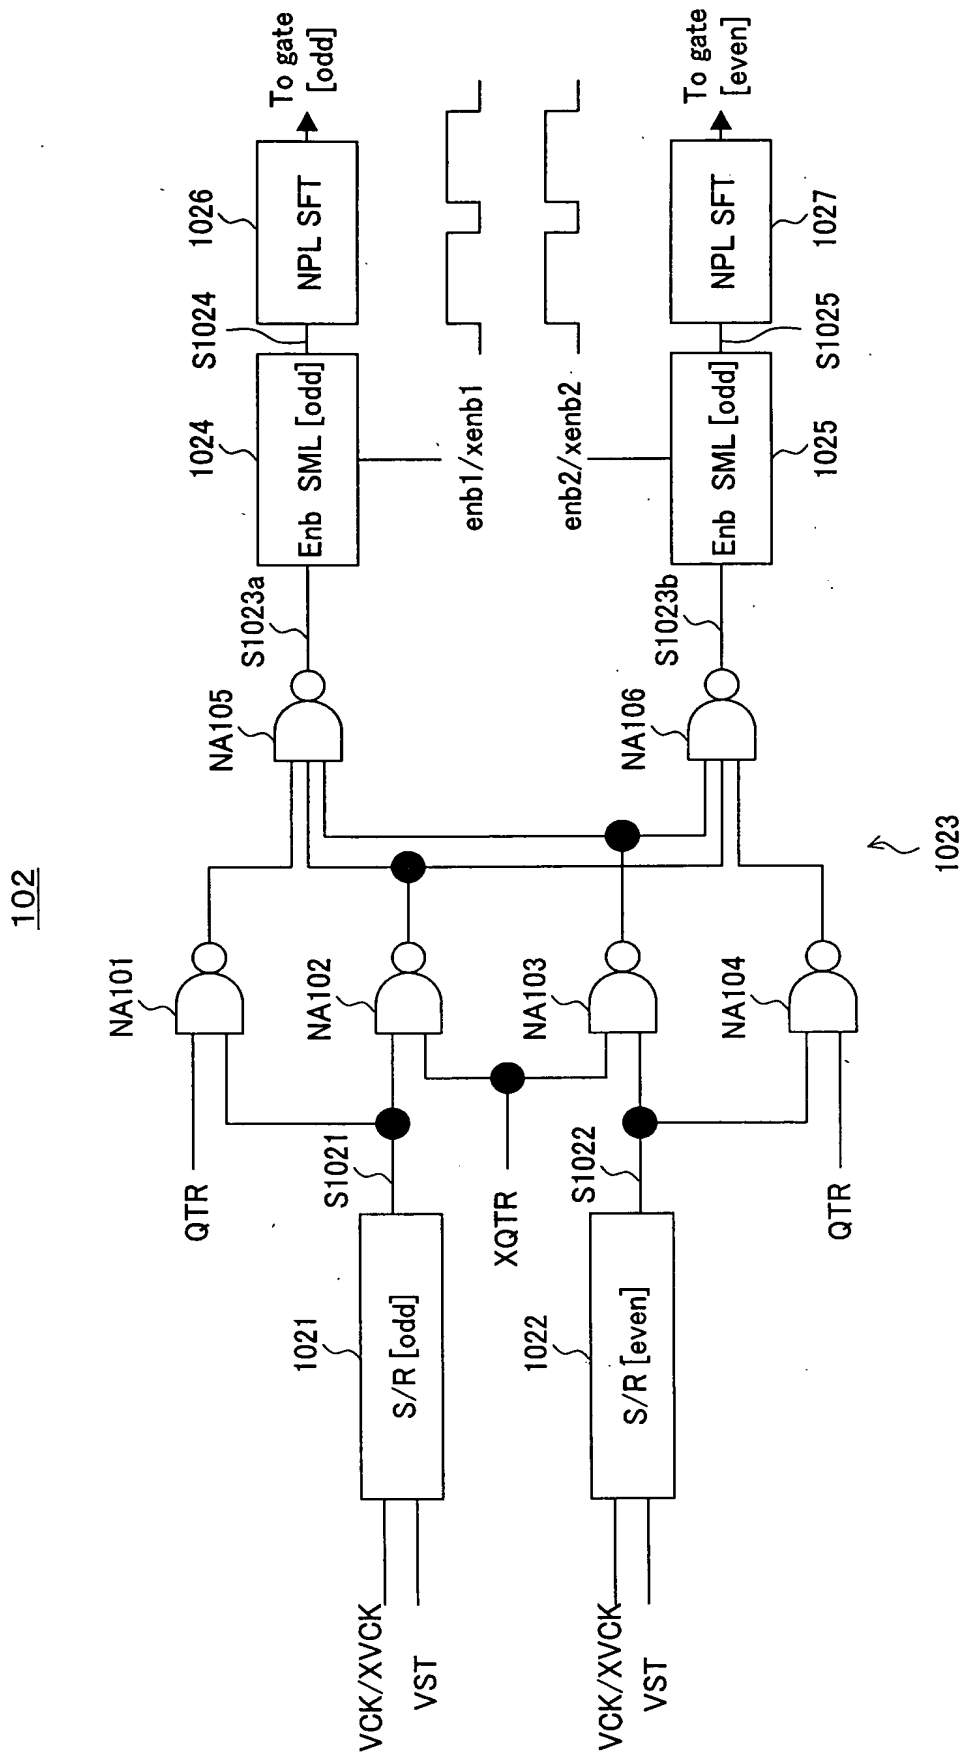 102
VCK/XVCK
VST
1021
S/R [odd]
S1021
VCK/XVCK
VST
1022
S/R [even]
S1022
QTR
XQTR
QTR
NA101
NA102
NA103
NA104
NA105
NA106
1023
S1023a
S1023b
1024
Enb SML [odd]
S1024
enb1/xenb1
enb2/xenb2
Enb SML [odd]
1025
S1025
1026
NPL SFT
NPL SFT
1027
To gate
[odd]
To gate
[even]